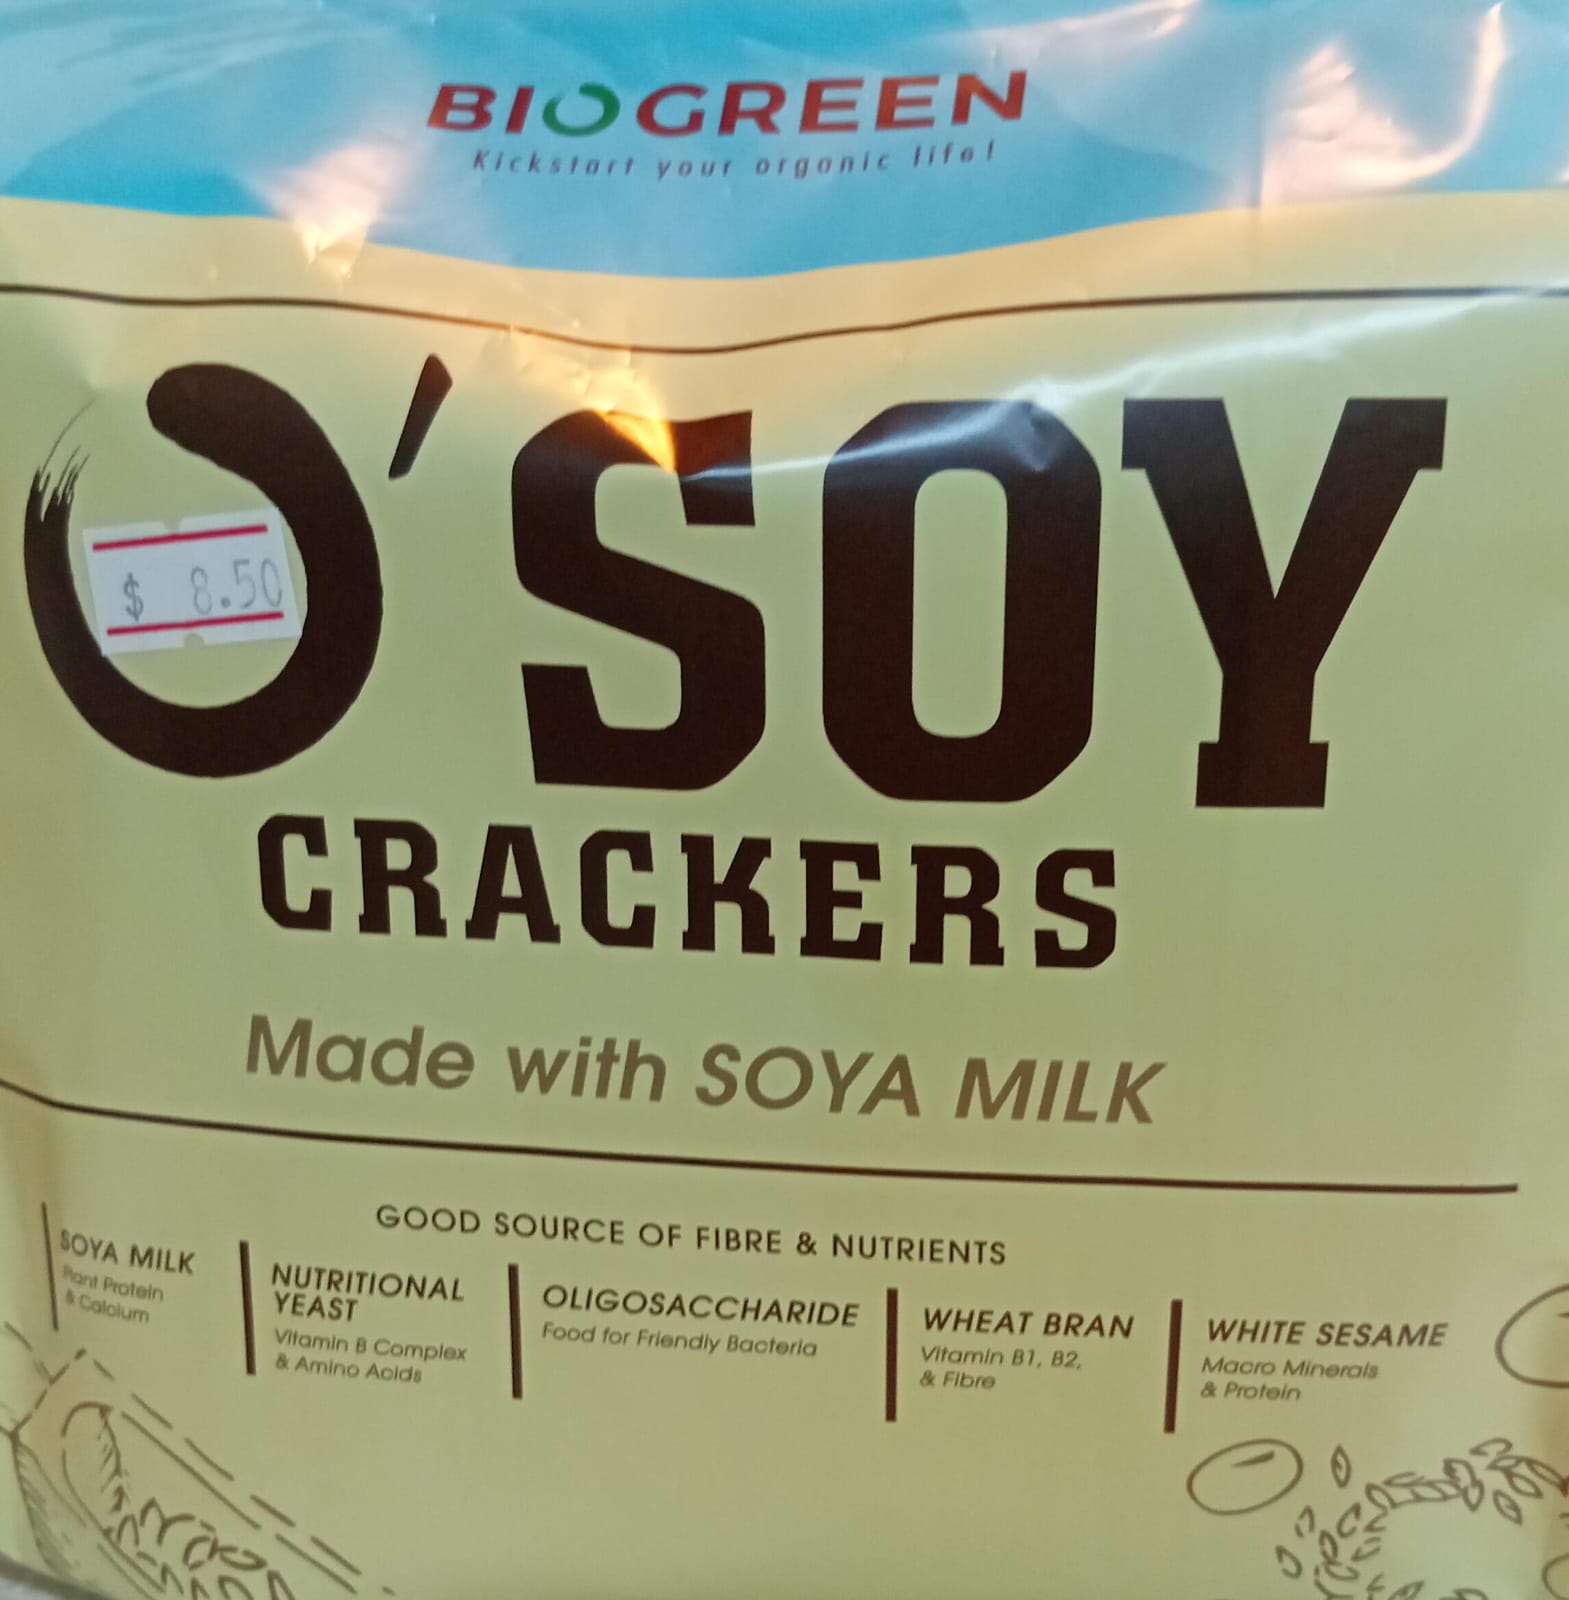 BIOGREEN
Kickstart your organic life!
O'SOY
$ 8.50
CRACKERS
Made with SOYA MILK
GOOD SOURCE OF FIBRE & NUTRIENTS
SOYA MILK
Plant Protein
& Calcium
NUTRITIONAL
YEAST
Vitamin B Complex
& Amino Acids
OLIGOSACCHARIDE
Food for Friendly Bacteria
WHEAT BRAN
Vitamin B1, B2,
& Fibre
WHITE SESAME
Macro Minerals
& Protein